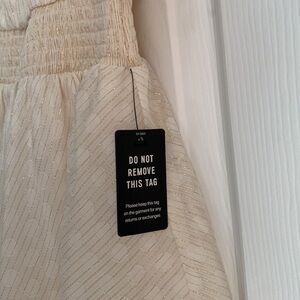 DO NOT
REMOVE
THIS TAG
Please keep this tag
on the garment for any
returns or exchanges